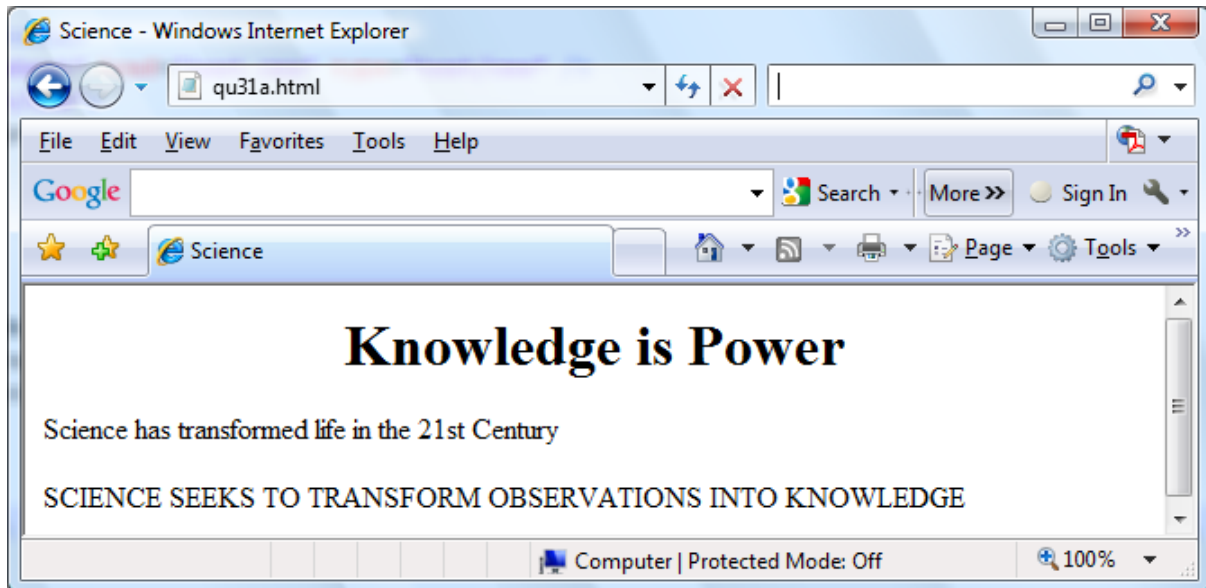 Science - Windows Internet Explorer
qu31a.html
File Edit View Favorites Tools Help
Google Search More >> Sign In
Science Page Tools >>
Knowledge is Power
Science has transformed life in the 21st Century
SCIENCE SEEKS TO TRANSFORM OBSERVATIONS INTO KNOWLEDGE
Computer | Protected Mode: Off 100%